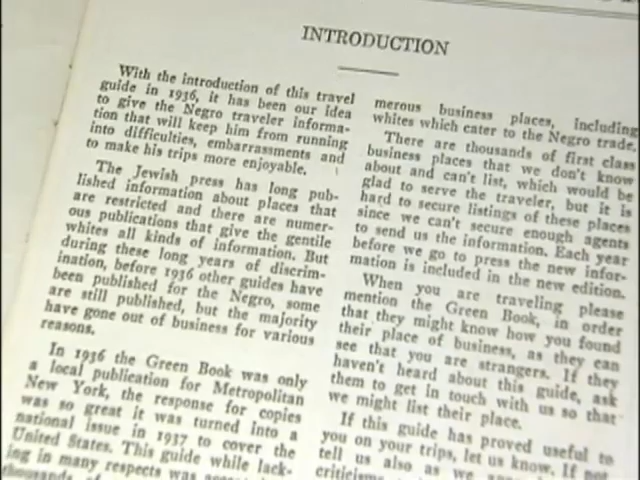 INTRODUCTION
With the introduction of this travel
guide in 1936, it has been our idea
to give the Negro traveler informa-
tion that will keep him from running
into difficulties, embarrassments and
to make his trips more enjoyable.
The Jewish press has long pub-
lished information about places that
are restricted and there are numer-
ous publications that give the gentile
whites all kinds of information. But
during these long years of discrim-
ination, before 1936 other guides have
been published for the Negro, some
are still published, but the majority
have gone out of business for various
reasons.
In 1936 the Green Book was only
a local publication for Metropolitan
New York, the response for copies
was so great it was turned into a
national issue in 1937 to cover the
United States. This guide while lack-
ing in many respects was
thousands of
merous business places, including
whites which cater to the Negro trade.
There are thousands of first class
business places that we don't know
about and can't list, which would be
glad to serve the traveler, but it is
hard to secure listings of these places
since we can't secure enough agents
to send us the information. Each year
before we go to press the new infor-
mation is included in the new edition.
When you are traveling please
mention the Green Book, in order
that they might know how you found
their place of business, as they can
see that you are strangers. If they
haven't heard about this guide, ask
them to get in touch with us so that
we might list their place.
If this guide has proved useful to
you on your trips, let us know. If not
tell us also as we
criticisms